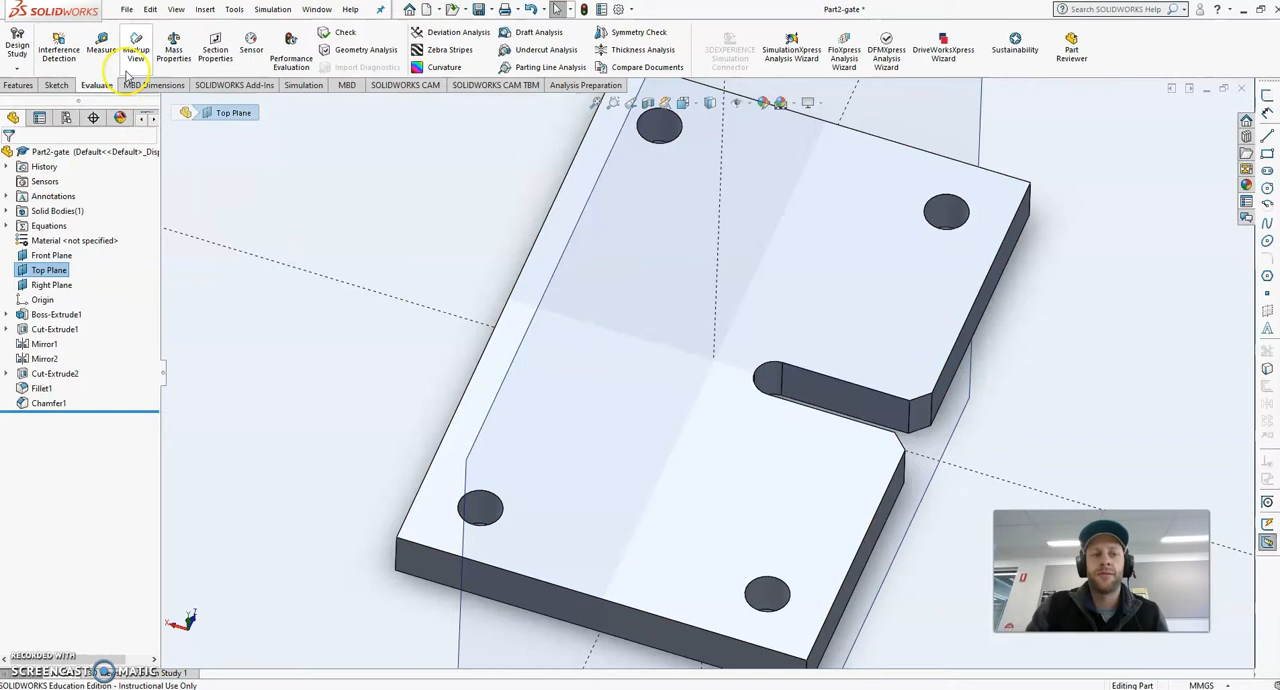 SOLIDWORKS File Edit View Insert Tools Simulation Window Help Part2-gate * Search SOLIDWORKS Help
Design Study
Interference Detection
Measure
Markup View
Mass Properties
Section Properties
Sensor
Performance Evaluation
Check
Geometry Analysis
Import Diagnostics
Deviation Analysis
Zebra Stripes
Curvature
Draft Analysis
Undercut Analysis
Parting Line Analysis
Symmetry Check
Thickness Analysis
Compare Documents
3DEXPERIENCE Simulation Connector
SimulationXpress Analysis Wizard
FloXpress Analysis Wizard
DFMXpress Analysis Wizard
DriveWorksXpress Wizard
Sustainability
Part Reviewer
Features Sketch Evaluate MBD Dimensions SOLIDWORKS Add-Ins Simulation MBD SOLIDWORKS CAM SOLIDWORKS CAM TBM Analysis Preparation
Top Plane
Part2-gate (Default<<Default>_Disp
History
Sensors
Annotations
Solid Bodies(1)
Equations
Material <not specified>
Front Plane
Top Plane
Right Plane
Origin
Boss-Extrude1
Cut-Extrude1
Mirror1
Mirror2
Cut-Extrude2
Fillet1
Chamfer1
RECORDED WITH
SCREENCAST MATIC
Study 1
SOLIDWORKS Education Edition - Instructional Use Only
Editing Part MMGS